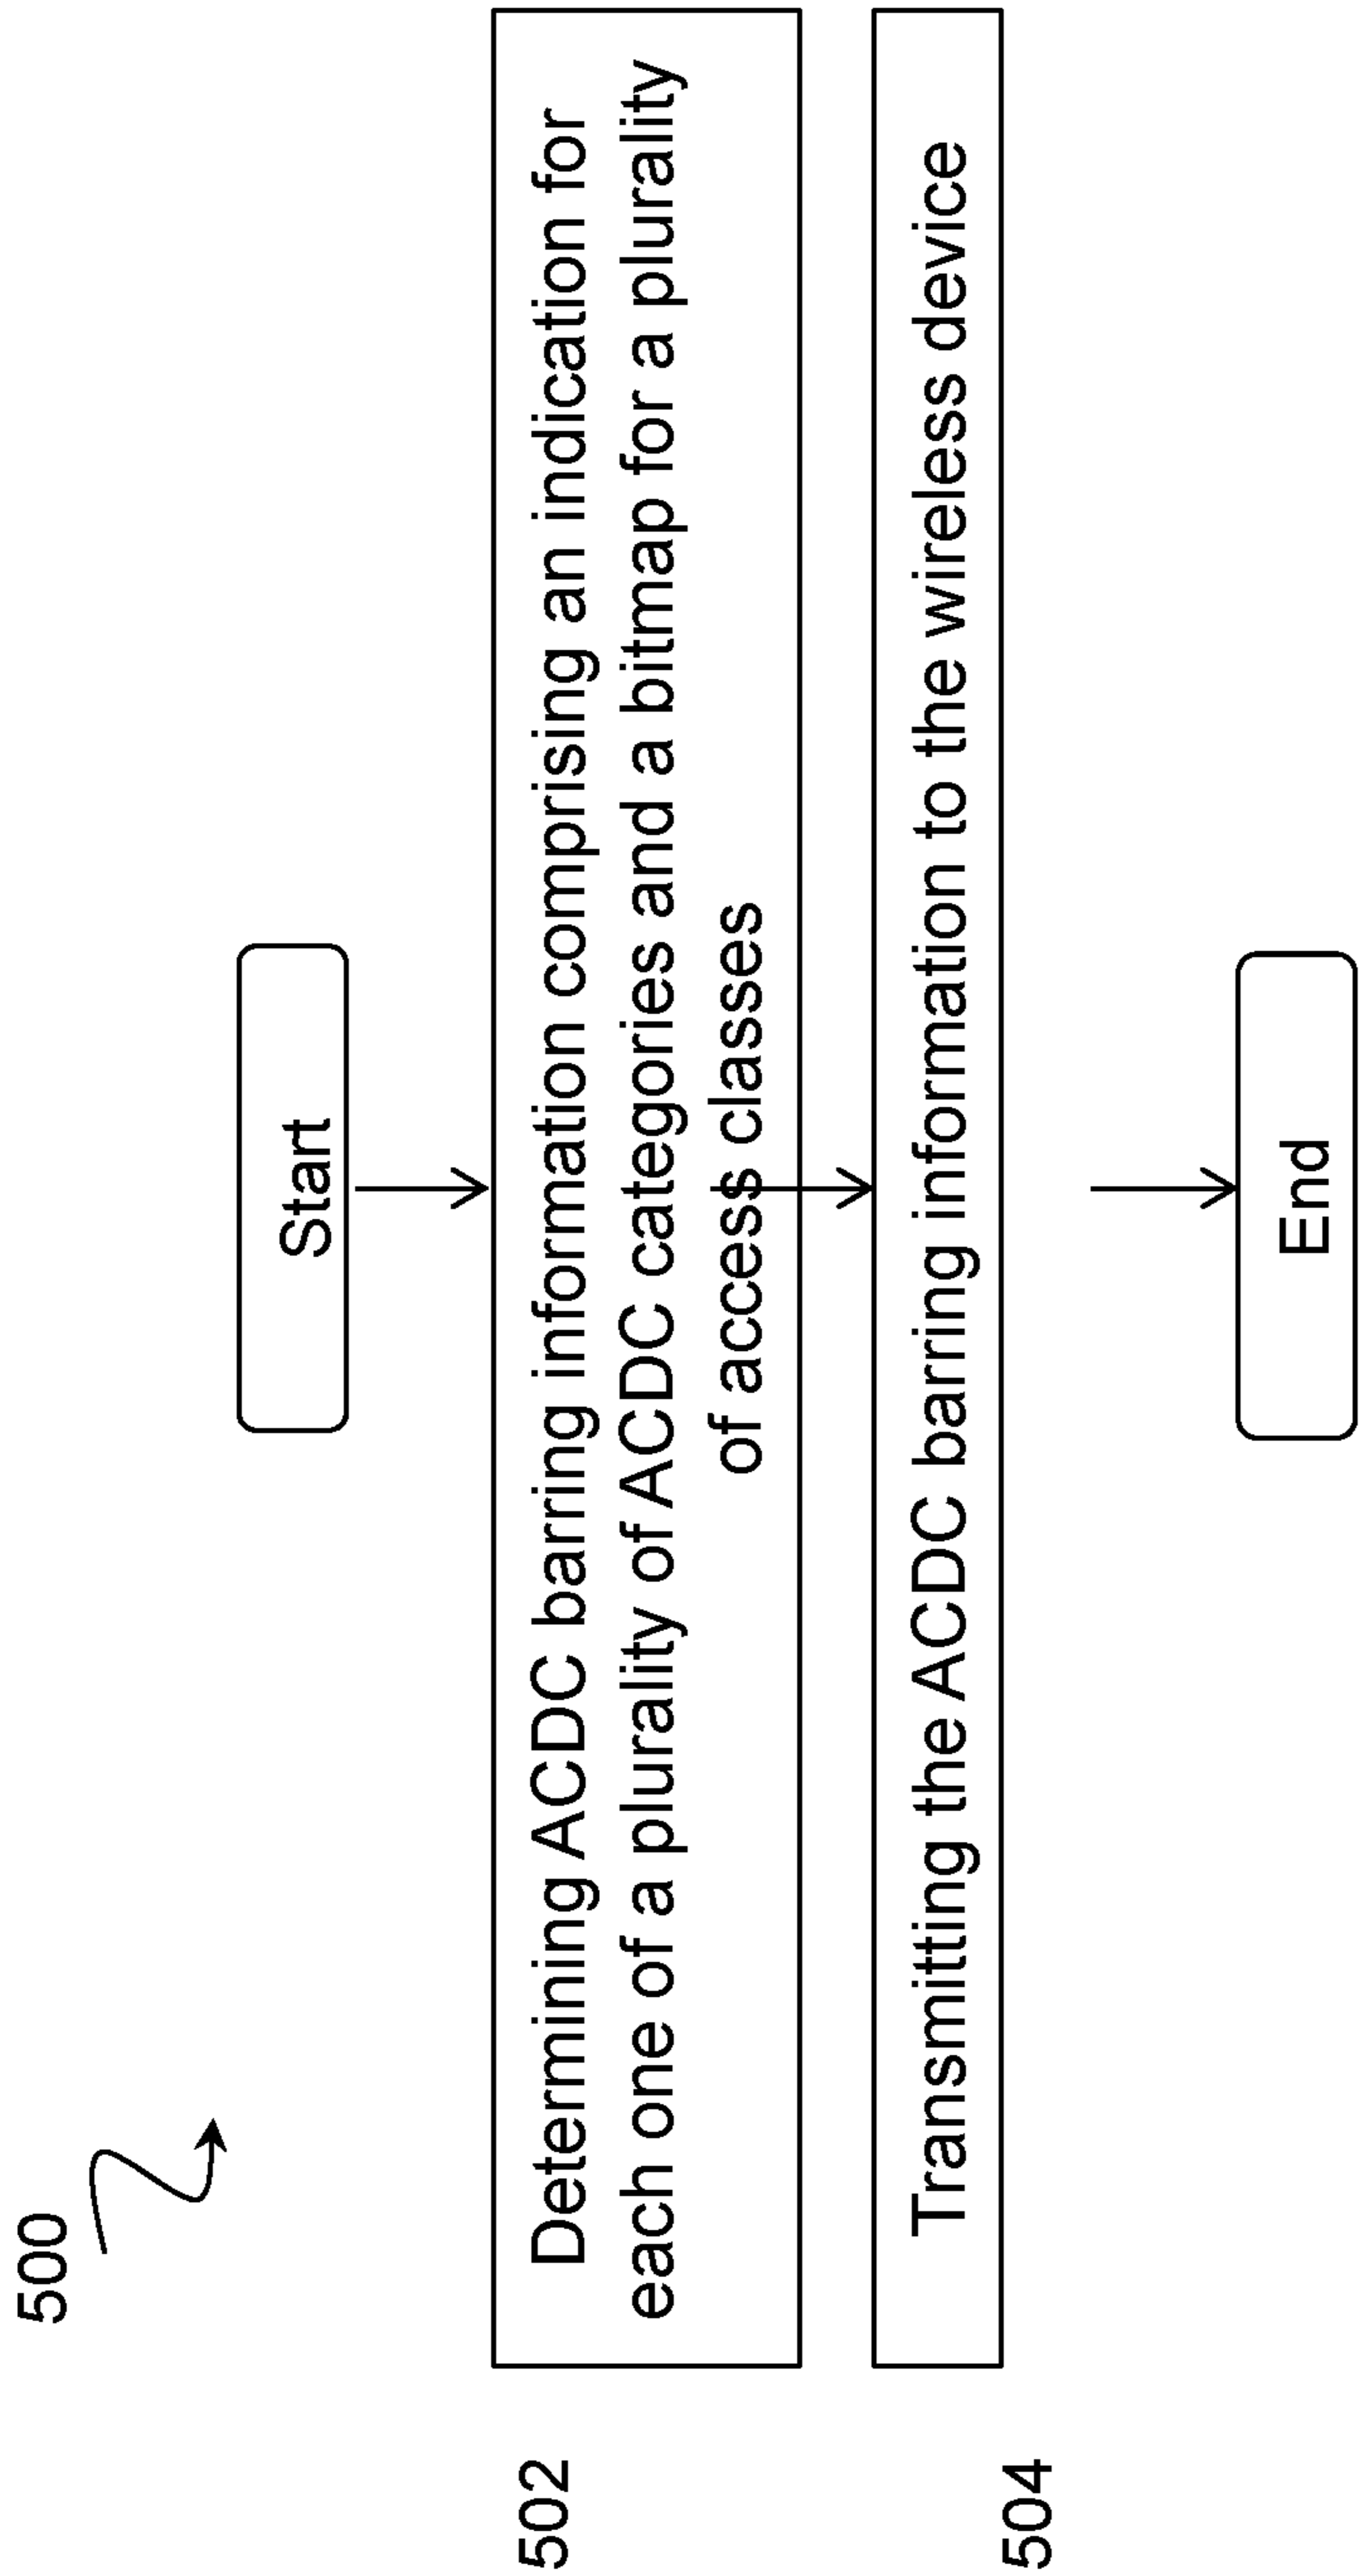 500
Start
502
Determining ACDC barring information comprising an indication for
each one of a plurality of ACDC categories and a bitmap for a plurality
of access classes
504
Transmitting the ACDC barring information to the wireless device
End